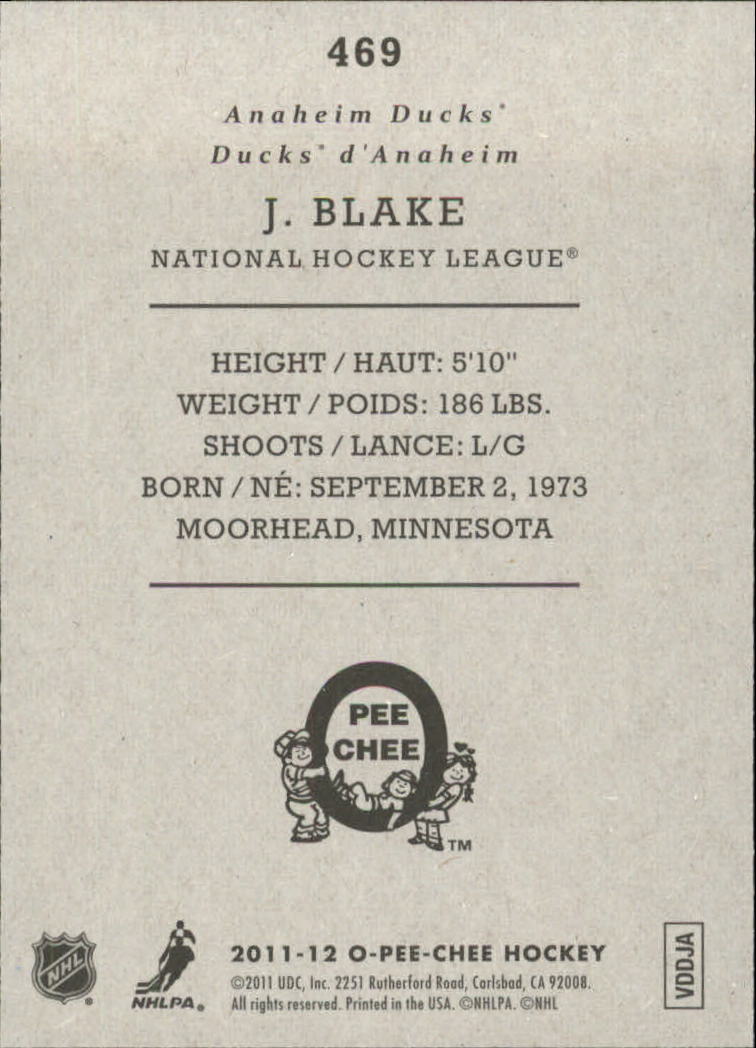 469
Anaheim Ducks®
Ducks® d'Anaheim
J. BLAKE
NATIONAL HOCKEY LEAGUE®
HEIGHT / HAUT: 5'10"
WEIGHT / POIDS: 186 LBS.
SHOOTS / LANCE: L/G
BORN / NÉ: SEPTEMBER 2, 1973
MOORHEAD, MINNESOTA
O
PEE
CHEE
TM
NHL®
NHLPA®
2011-12 O-PEE-CHEE HOCKEY
©2011 UDC, Inc. 2251 Rutherford Road, Carlsbad, CA 92008.
All rights reserved. Printed in the USA. ©NHLPA. ©NHL
VDDJA